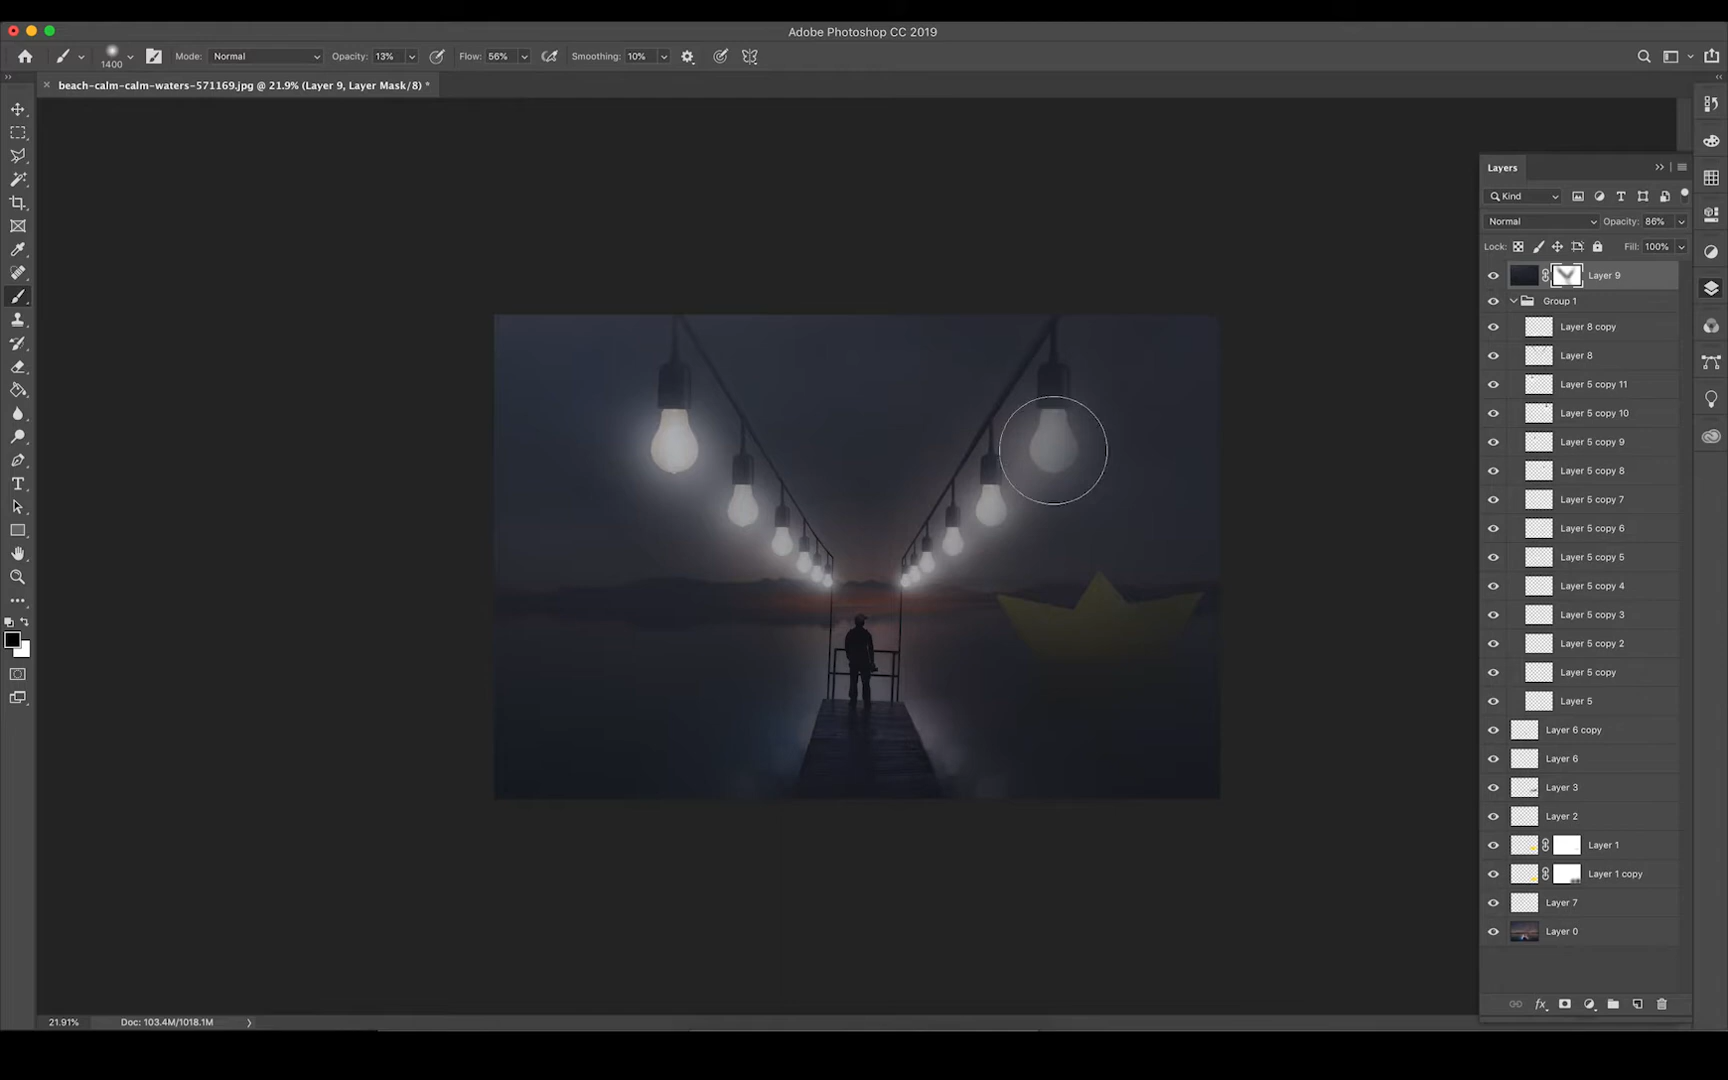 Adobe Photoshop CC 2019
1400 Mode: Normal Opacity: 13% Flow: 56% Smoothing: 10%
beach-calm-calm-waters-571169.jpg @ 21.9% (Layer 9, Layer Mask/8) *
Layers
Kind
Normal Opacity: 86%
Lock: Fill: 100%
Layer 9
Group 1
Layer 8 copy
Layer 8
Layer 5 copy 11
Layer 5 copy 10
Layer 5 copy 9
Layer 5 copy 8
Layer 5 copy 7
Layer 5 copy 6
Layer 5 copy 5
Layer 5 copy 4
Layer 5 copy 3
Layer 5 copy 2
Layer 5 copy
Layer 5
Layer 6 copy
Layer 6
Layer 3
Layer 2
Layer 1
Layer 1 copy
Layer 7
Layer 0
fx
21.91% Doc: 103.4M/1018.1M